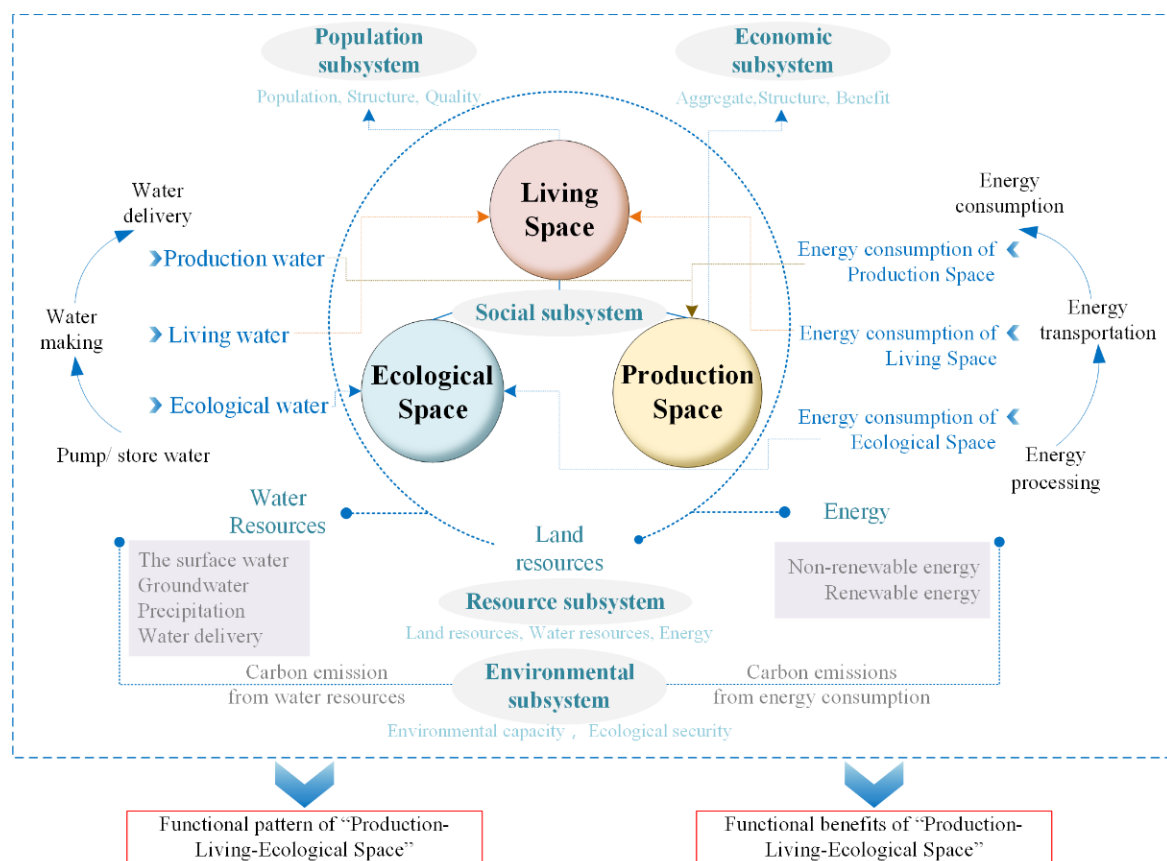 Population
subsystem
Population, Structure, Quality
Economic
subsystem
Aggregate,Structure, Benefit
Water
delivery
Water
making
Pump/ store water
Production water
Living water
Ecological water
Living
Space
Social subsystem
Ecological
Space
Production
Space
Energy consumption of
Production Space
Energy consumption of
Living Space
Energy consumption of
Ecological Space
Energy
consumption
Energy
transportation
Energy
processing
Water
Resources
The surface water
Groundwater
Precipitation
Water delivery
Land
resources
Energy
Non-renewable energy
Renewable energy
Resource subsystem
Land resources, Water resources, Energy
Carbon emission
from water resources
Environmental
subsystem
Environmental capacity , Ecological security
Carbon emissions
from energy consumption
Functional pattern of “Production-
Living-Ecological Space”
Functional benefits of “Production-
Living-Ecological Space”